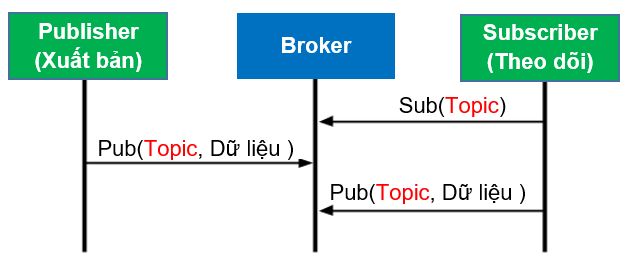 Publisher
(Xuất bản)
Broker
Subscriber
(Theo dõi)
Sub(Topic)
Pub(Topic, Dữ liệu )
Pub(Topic, Dữ liệu )